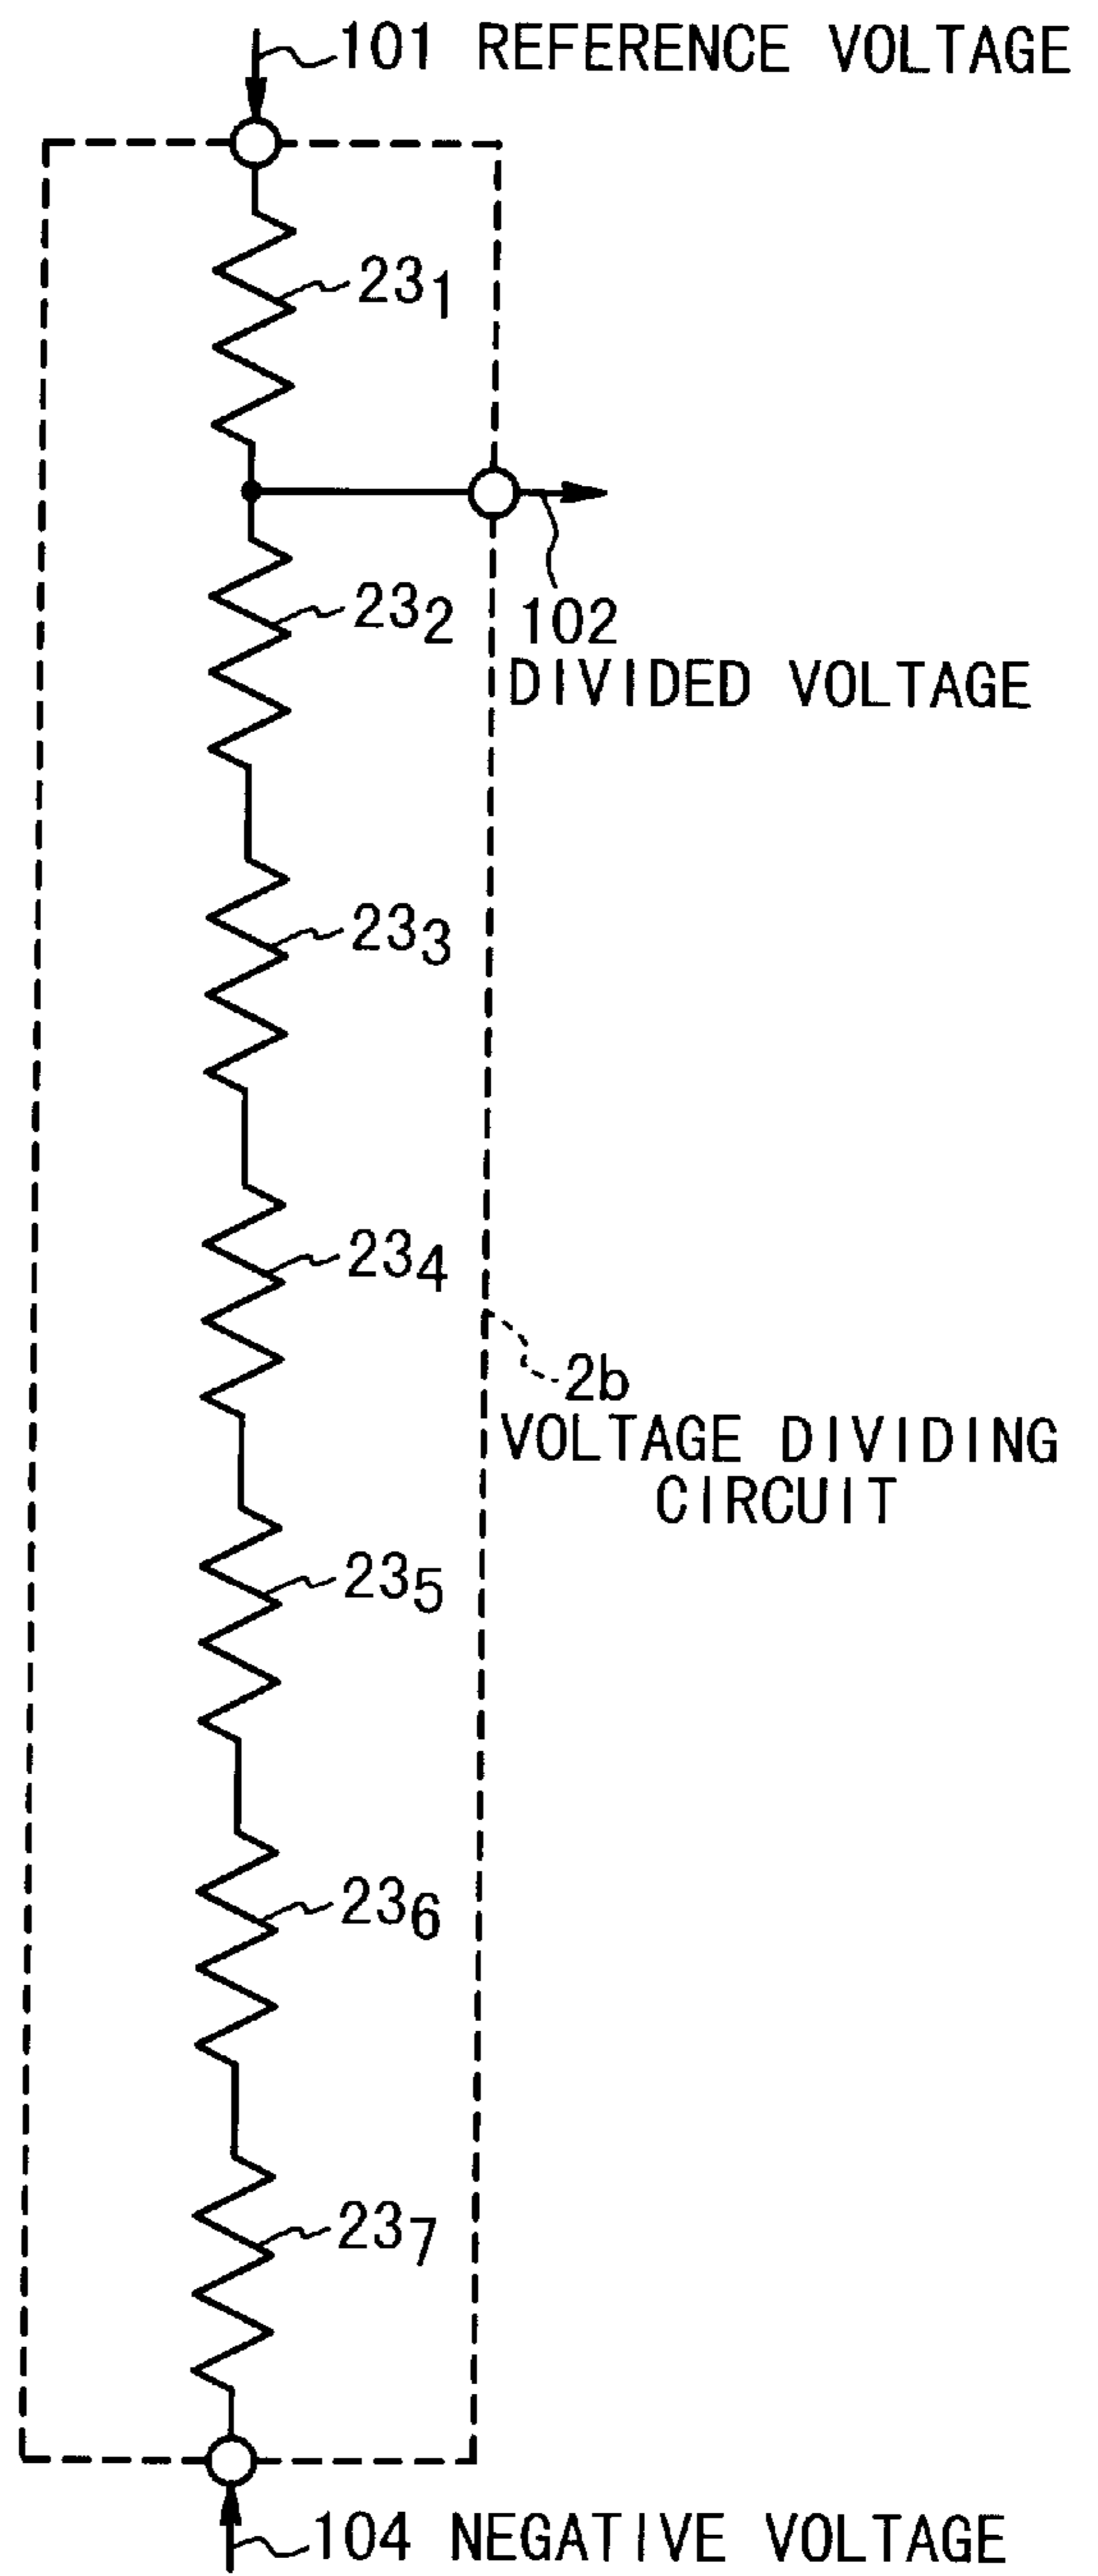 101 REFERENCE VOLTAGE
23₁
23₂
102
DIVIDED VOLTAGE
23₃
23₄
2b
VOLTAGE DIVIDING
CIRCUIT
23₅
23₆
23₇
104 NEGATIVE VOLTAGE